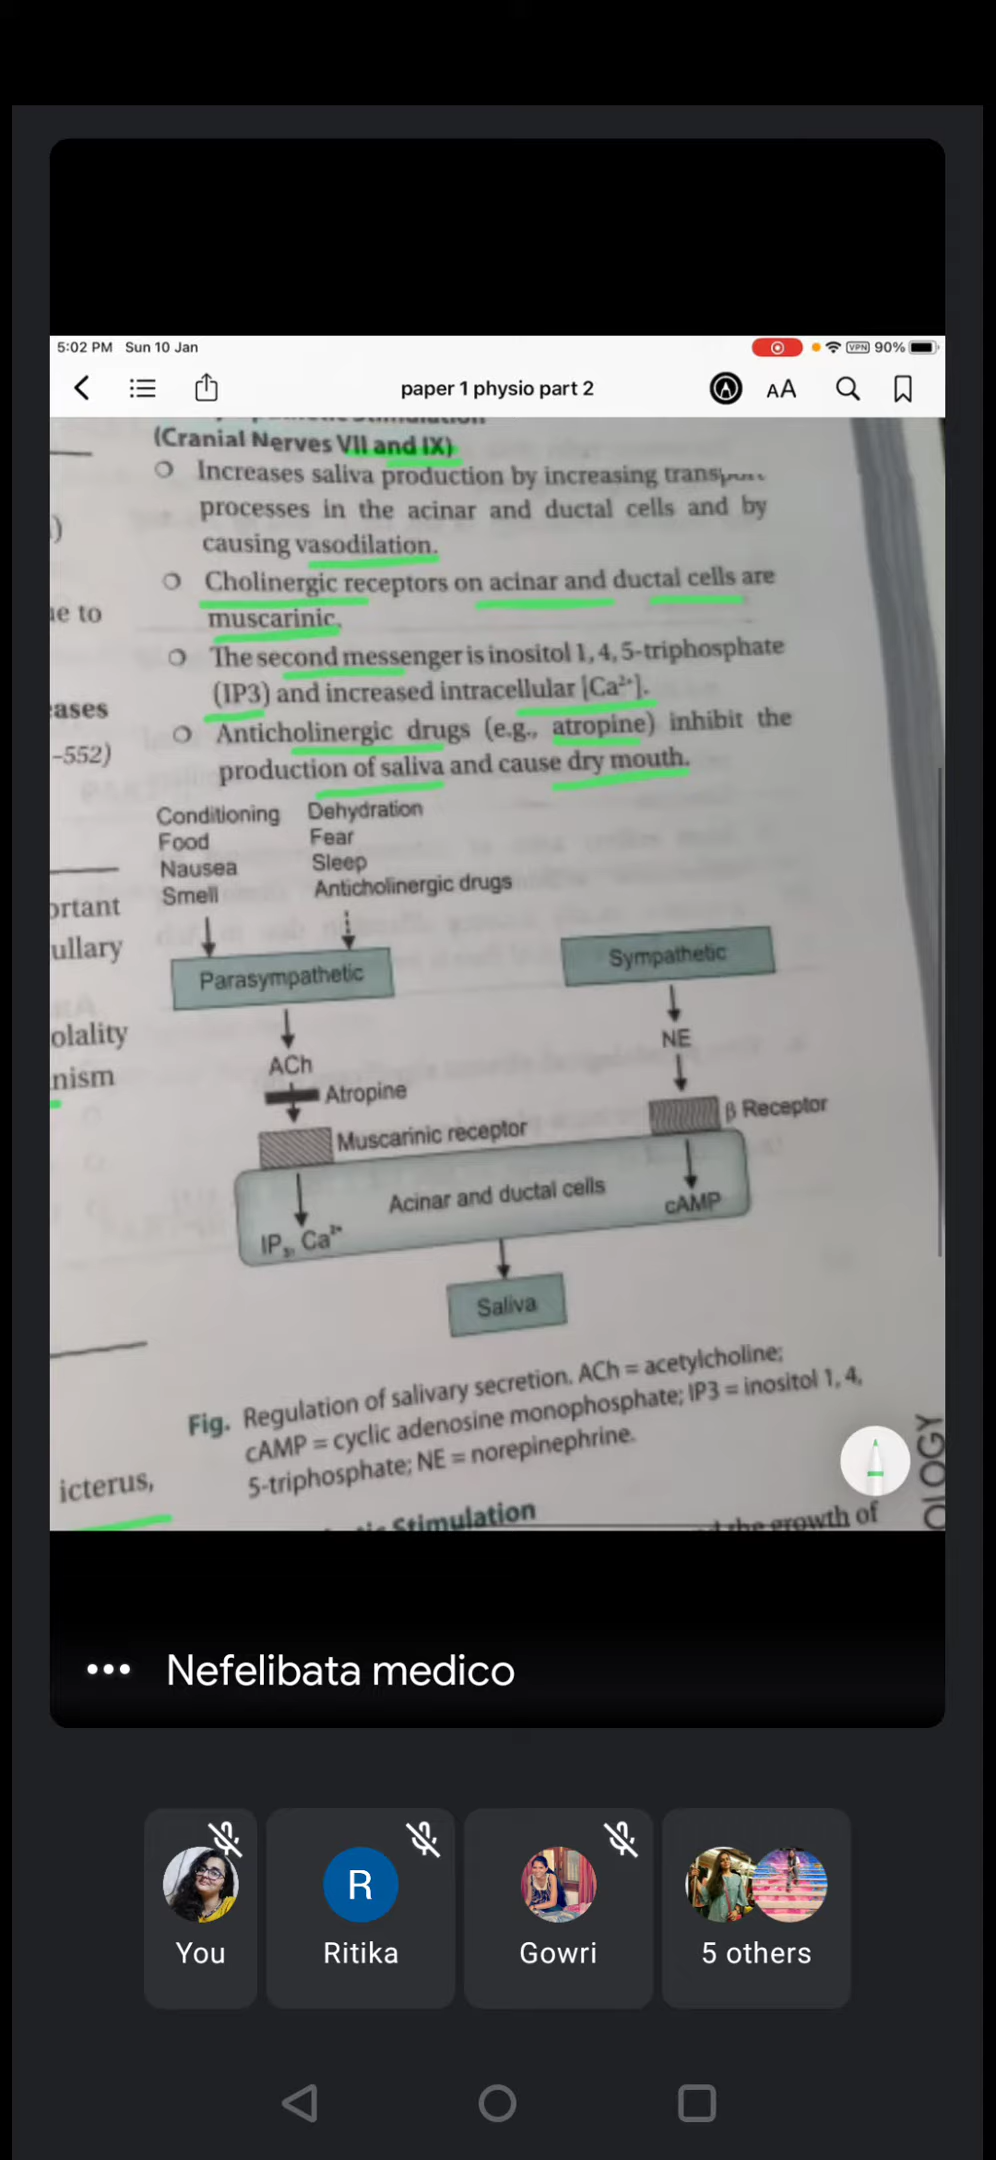 5:02 PM Sun 10 Jan
VPN 90%
paper 1 physio part 2
AA
(Cranial Nerves VII and IX)
Increases saliva production by increasing
processes in the acinar and ductal cells and by
causing vasodilation.
Cholinergic receptors on acinar and ductal cells are
muscarinic.
The second messenger is inositol 1, 4, 5-triphosphate
(IP3) and increased intracellular [Ca²⁺].
Anticholinergic drugs (e.g., atropine) inhibit the
production of saliva and cause dry mouth.
)
to
-552)
Conditioning Dehydration
Food Fear
Nausea Sleep
Smell Anticholinergic drugs
Parasympathetic Sympathetic
ACh NE
Atropine
Muscarinic receptor β Receptor
Acinar and ductal cells
IP₃, Ca²⁺ cAMP
Saliva
Fig. Regulation of salivary secretion. ACh = acetylcholine;
cAMP = cyclic adenosine monophosphate; IP3 = inositol 1, 4,
5-triphosphate; NE = norepinephrine.
icterus,
Stimulation
growth of
OLOGY
Nefelibata medico
R
You Ritika Gowri 5 others